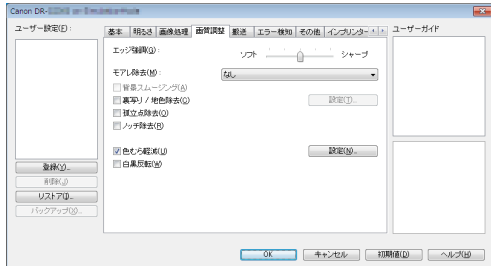 Canon DR-
ユーザー設定(F):
基本 明るさ 画像処理 画質調整 搬送 エラー検知 その他 インプリンター
ユーザーガイド
エッジ強調(G):
ソフト シャープ
モアレ除去(M):
なし
背景スムージング(A)
裏写り / 地色除去(C)
設定(T)...
孤立点除去(O)
ノッチ除去(R)
色むら軽減(U)
設定(N)...
白黒反転(W)
登録(Y)...
削除(J)
リストア(I)...
バックアップ(X)...
OK キャンセル 初期値(D) ヘルプ(H)